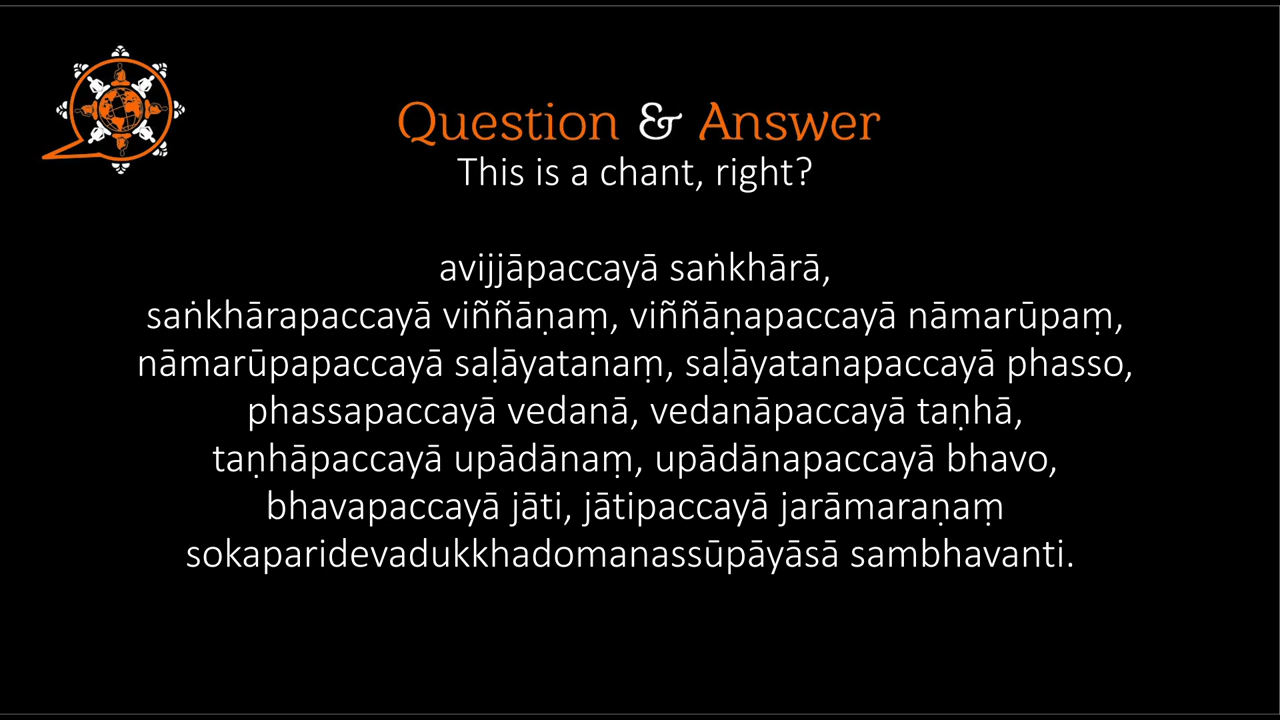 Question & Answer
This is a chant, right?
avijjāpaccayā saṅkhārā,
saṅkhārapaccayā viññāṇaṃ, viññāṇapaccayā nāmarūpaṃ,
nāmarūpapaccayā saḷāyatanaṃ, saḷāyatanapaccayā phasso,
phassapaccayā vedanā, vedanāpaccayā taṇhā,
taṇhāpaccayā upādānaṃ, upādānapaccayā bhavo,
bhavapaccayā jāti, jātipaccayā jarāmaraṇaṃ
sokaparidevadukkhadomanassūpāyāsā sambhavanti.